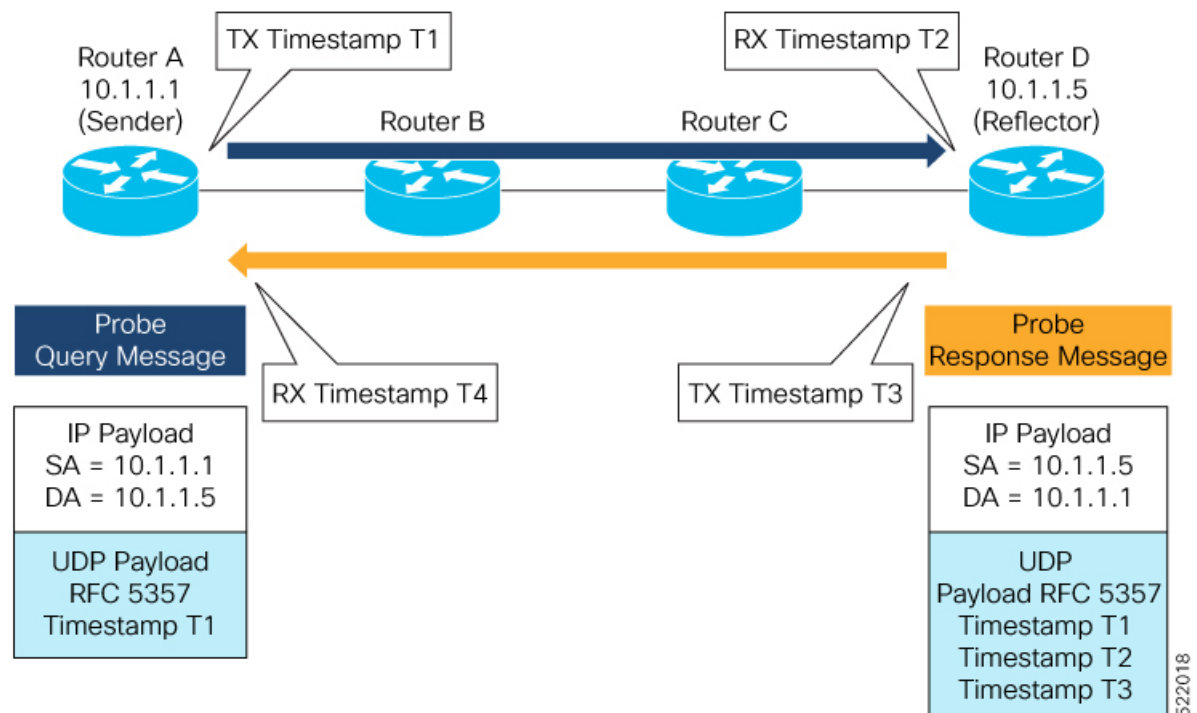 TX Timestamp T1
RX Timestamp T2
Router A
10.1.1.1
(Sender)
Router B
Router C
Router D
10.1.1.5
(Reflector)
Probe
Query Message
RX Timestamp T4
TX Timestamp T3
Probe
Response Message
IP Payload
SA = 10.1.1.1
DA = 10.1.1.5
UDP Payload
RFC 5357
Timestamp T1
IP Payload
SA = 10.1.1.5
DA = 10.1.1.1
UDP
Payload RFC 5357
Timestamp T1
Timestamp T2
Timestamp T3
522018